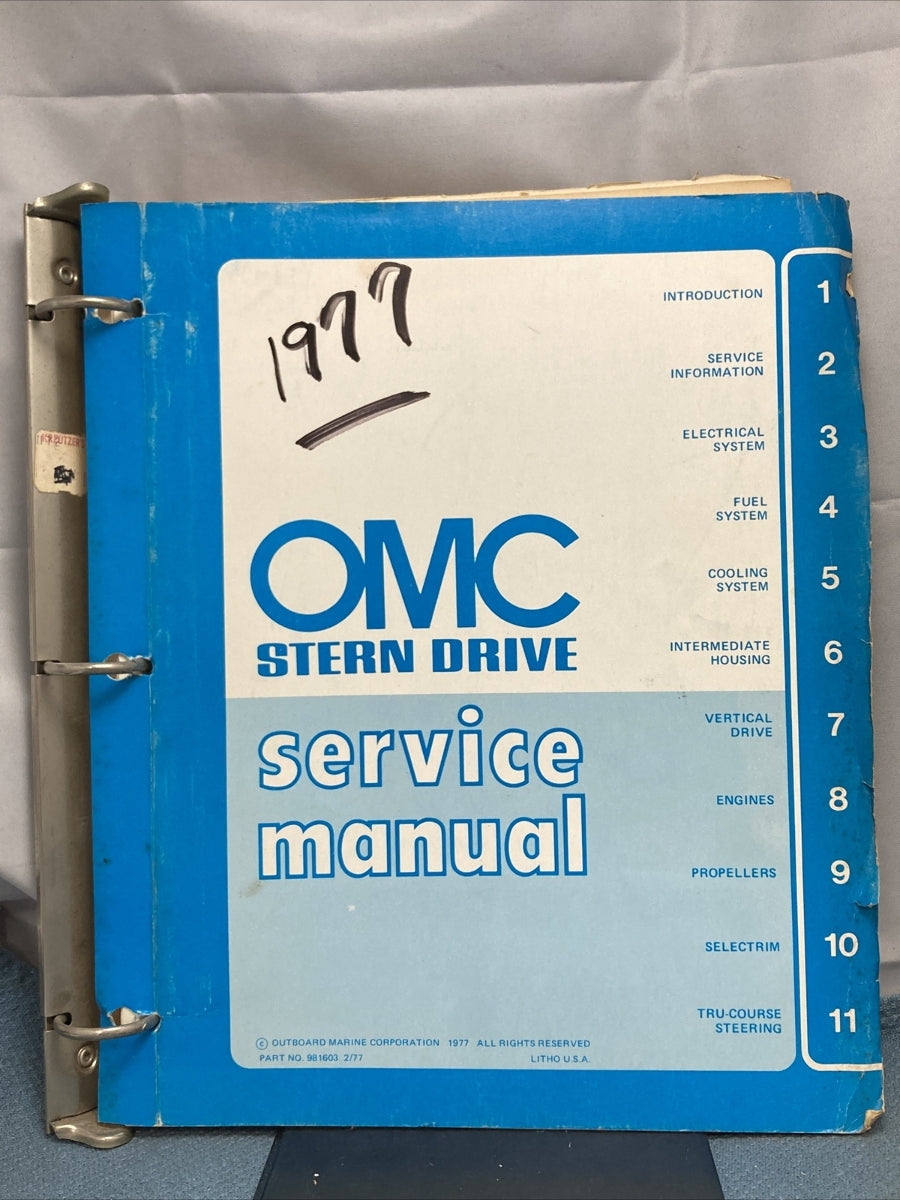 1977
INTRODUCTION 1
SERVICE
INFORMATION 2
ELECTRICAL
SYSTEM 3
FUEL
SYSTEM 4
COOLING
SYSTEM 5
INTERMEDIATE
HOUSING 6
OMC
STERN DRIVE
service
manual
VERTICAL
DRIVE 7
ENGINES 8
PROPELLERS 9
SELECTRIM 10
TRU-COURSE
STEERING 11
© OUTBOARD MARINE CORPORATION 1977 ALL RIGHTS RESERVED
PART NO. 981603 2/77 LITHO U.S.A.